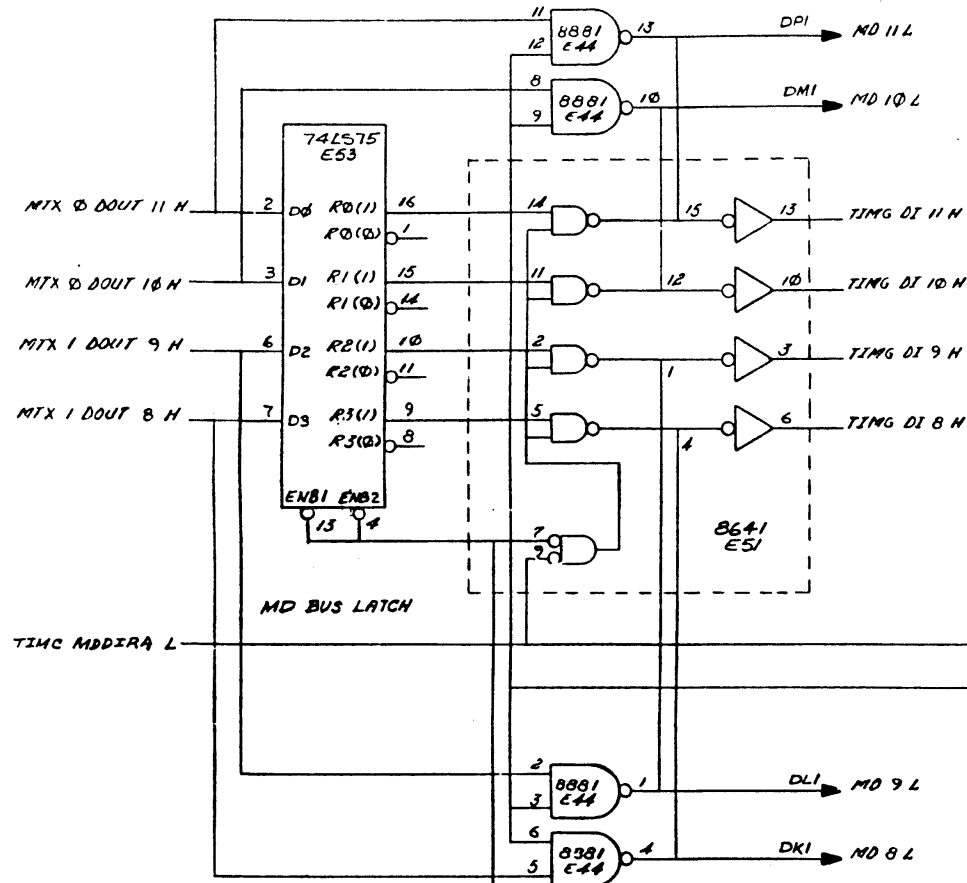 11 8881 E44 13 DP1 MD 11 L
12
8 8881 E44 10 DM1 MD 10 L
9
74LS75
E53
MTX 0 DOUT 11 H 2 D0 R0(1) 16 14 15 13 TIMG DI 11 H
R0(0) 1
MTX 0 DOUT 10 H 3 D1 R1(1) 15 11 12 10 TIMG DI 10 H
R1(0) 14
MTX 1 DOUT 9 H 6 D2 R2(1) 10 2 1 3 TIMG DI 9 H
R2(0) 11
MTX 1 DOUT 8 H 7 D3 R3(1) 9 5 4 6 TIMG DI 8 H
R3(0) 8
ENB1 ENB2
13 4
7
9
8641
E51
MD BUS LATCH
TIMC MDDIRA L
2 8881 E44 1 DL1 MD 9 L
3
6 8881 E44 4 DK1 MD 8 L
5